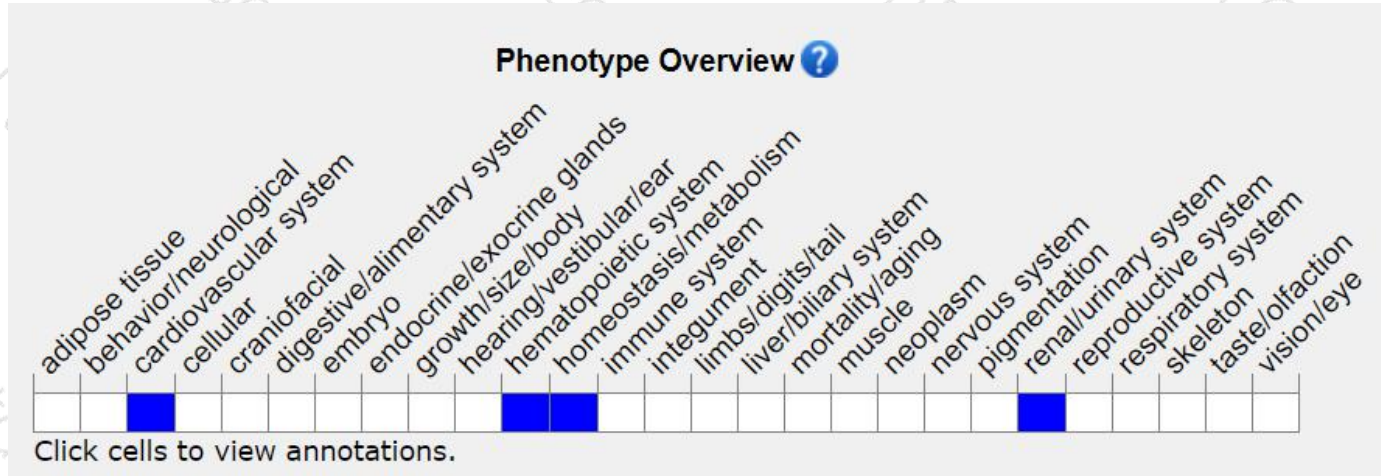 Phenotype Overview ?
adipose tissue
behavior/neurological
cardiovascular system
cellular
craniofacial
digestive/alimentary system
embryo
endocrine/exocrine glands
growth/size/body
hearing/vestibular/ear
hematopoietic system
homeostasis/metabolism
immune system
integument
limbs/digits/tail
liver/biliary system
mortality/aging
muscle
neoplasm
nervous system
pigmentation
renal/urinary system
reproductive system
respiratory system
skeleton
taste/olfaction
vision/eye
Click cells to view annotations.